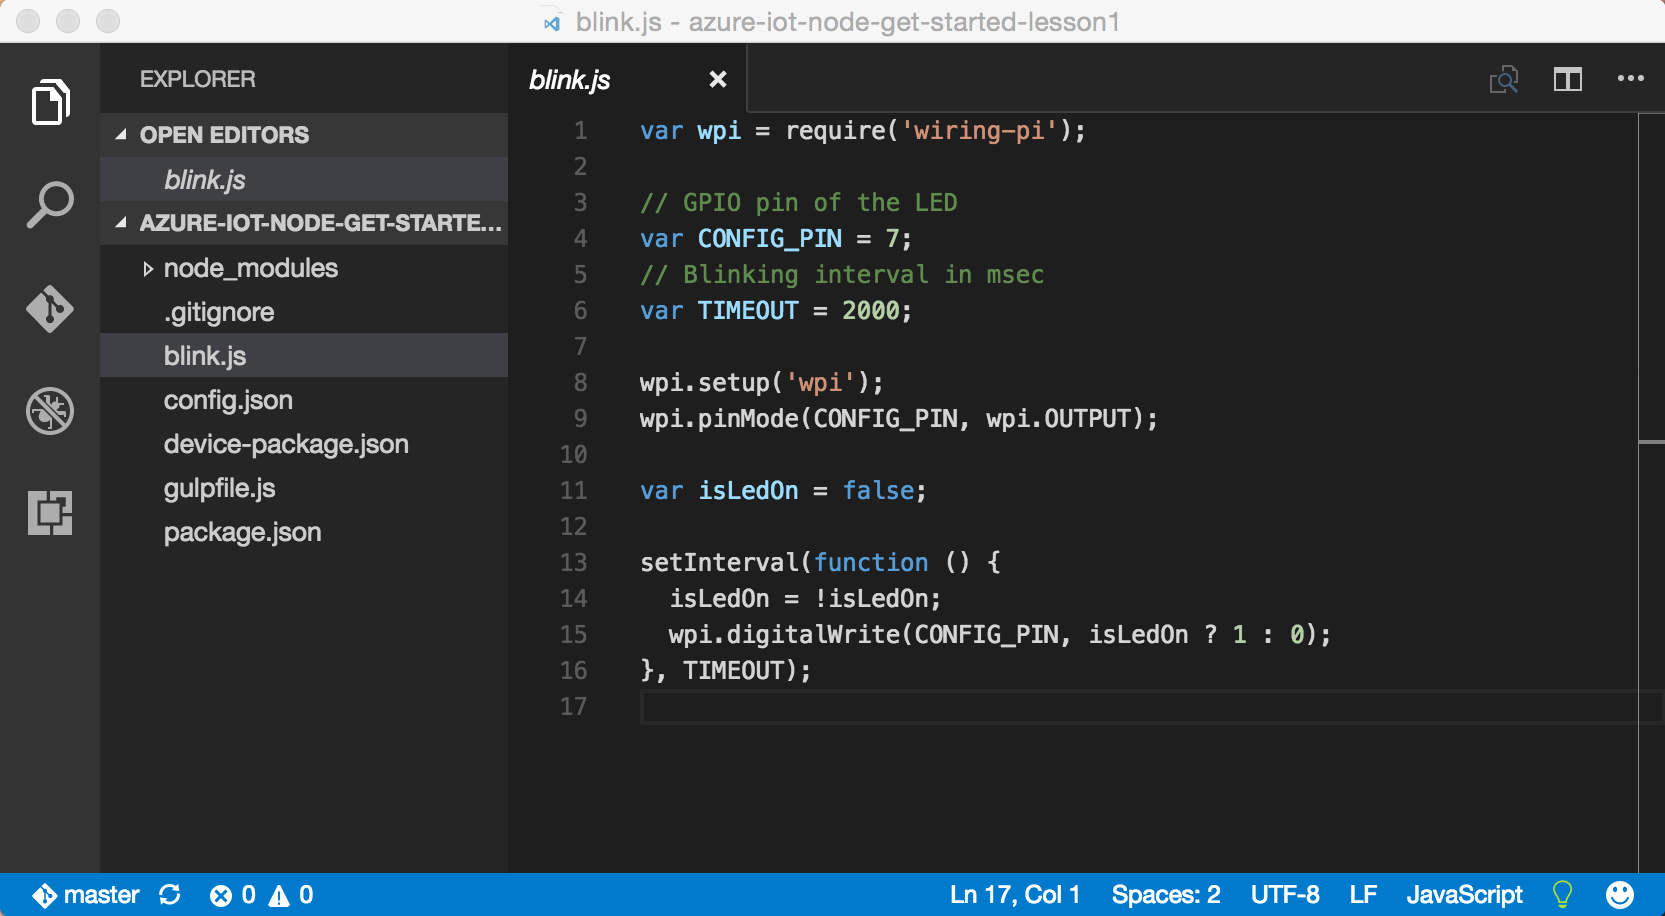 blink.js - azure-iot-node-get-started-lesson1
EXPLORER
OPEN EDITORS
blink.js
AZURE-IOT-NODE-GET-STARTE...
node_modules
.gitignore
blink.js
config.json
device-package.json
gulpfile.js
package.json
blink.js
1 var wpi = require('wiring-pi');
2
3 // GPIO pin of the LED
4 var CONFIG_PIN = 7;
5 // Blinking interval in msec
6 var TIMEOUT = 2000;
7
8 wpi.setup('wpi');
9 wpi.pinMode(CONFIG_PIN, wpi.OUTPUT);
10
11 var isLedOn = false;
12
13 setInterval(function () {
14   isLedOn = !isLedOn;
15   wpi.digitalWrite(CONFIG_PIN, isLedOn ? 1 : 0);
16 }, TIMEOUT);
17
master 0 0 Ln 17, Col 1 Spaces: 2 UTF-8 LF JavaScript